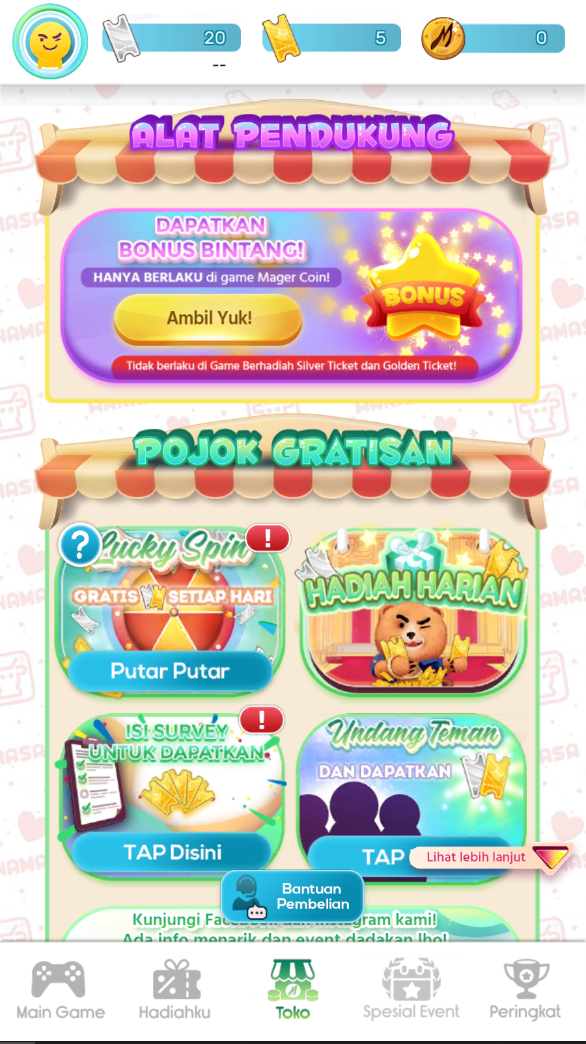 20
5
0
--
ALAT PENDUKUNG
DAPATKAN
BONUS BINTANG!
HANYA BERLAKU di game Mager Coin!
BONUS
Ambil Yuk!
Tidak berlaku di Game Berhadiah Silver Ticket dan Golden Ticket!
POJOK GRATISAN
?
Lucky Spin
!
GRATIS SETIAP HARI
Putar Putar
HADIAH HARIAN
!
ISI SURVEY
UNTUK DAPATKAN
TAP Disini
Undang Teman
DAN DAPATKAN
TAP
Lihat lebih lanjut
Bantuan
Pembelian
Kunjungi Facebook dan Instagram kami!
Ada info menarik dan event dadakan lho!
Main Game
Hadiahku
Toko
Spesial Event
Peringkat